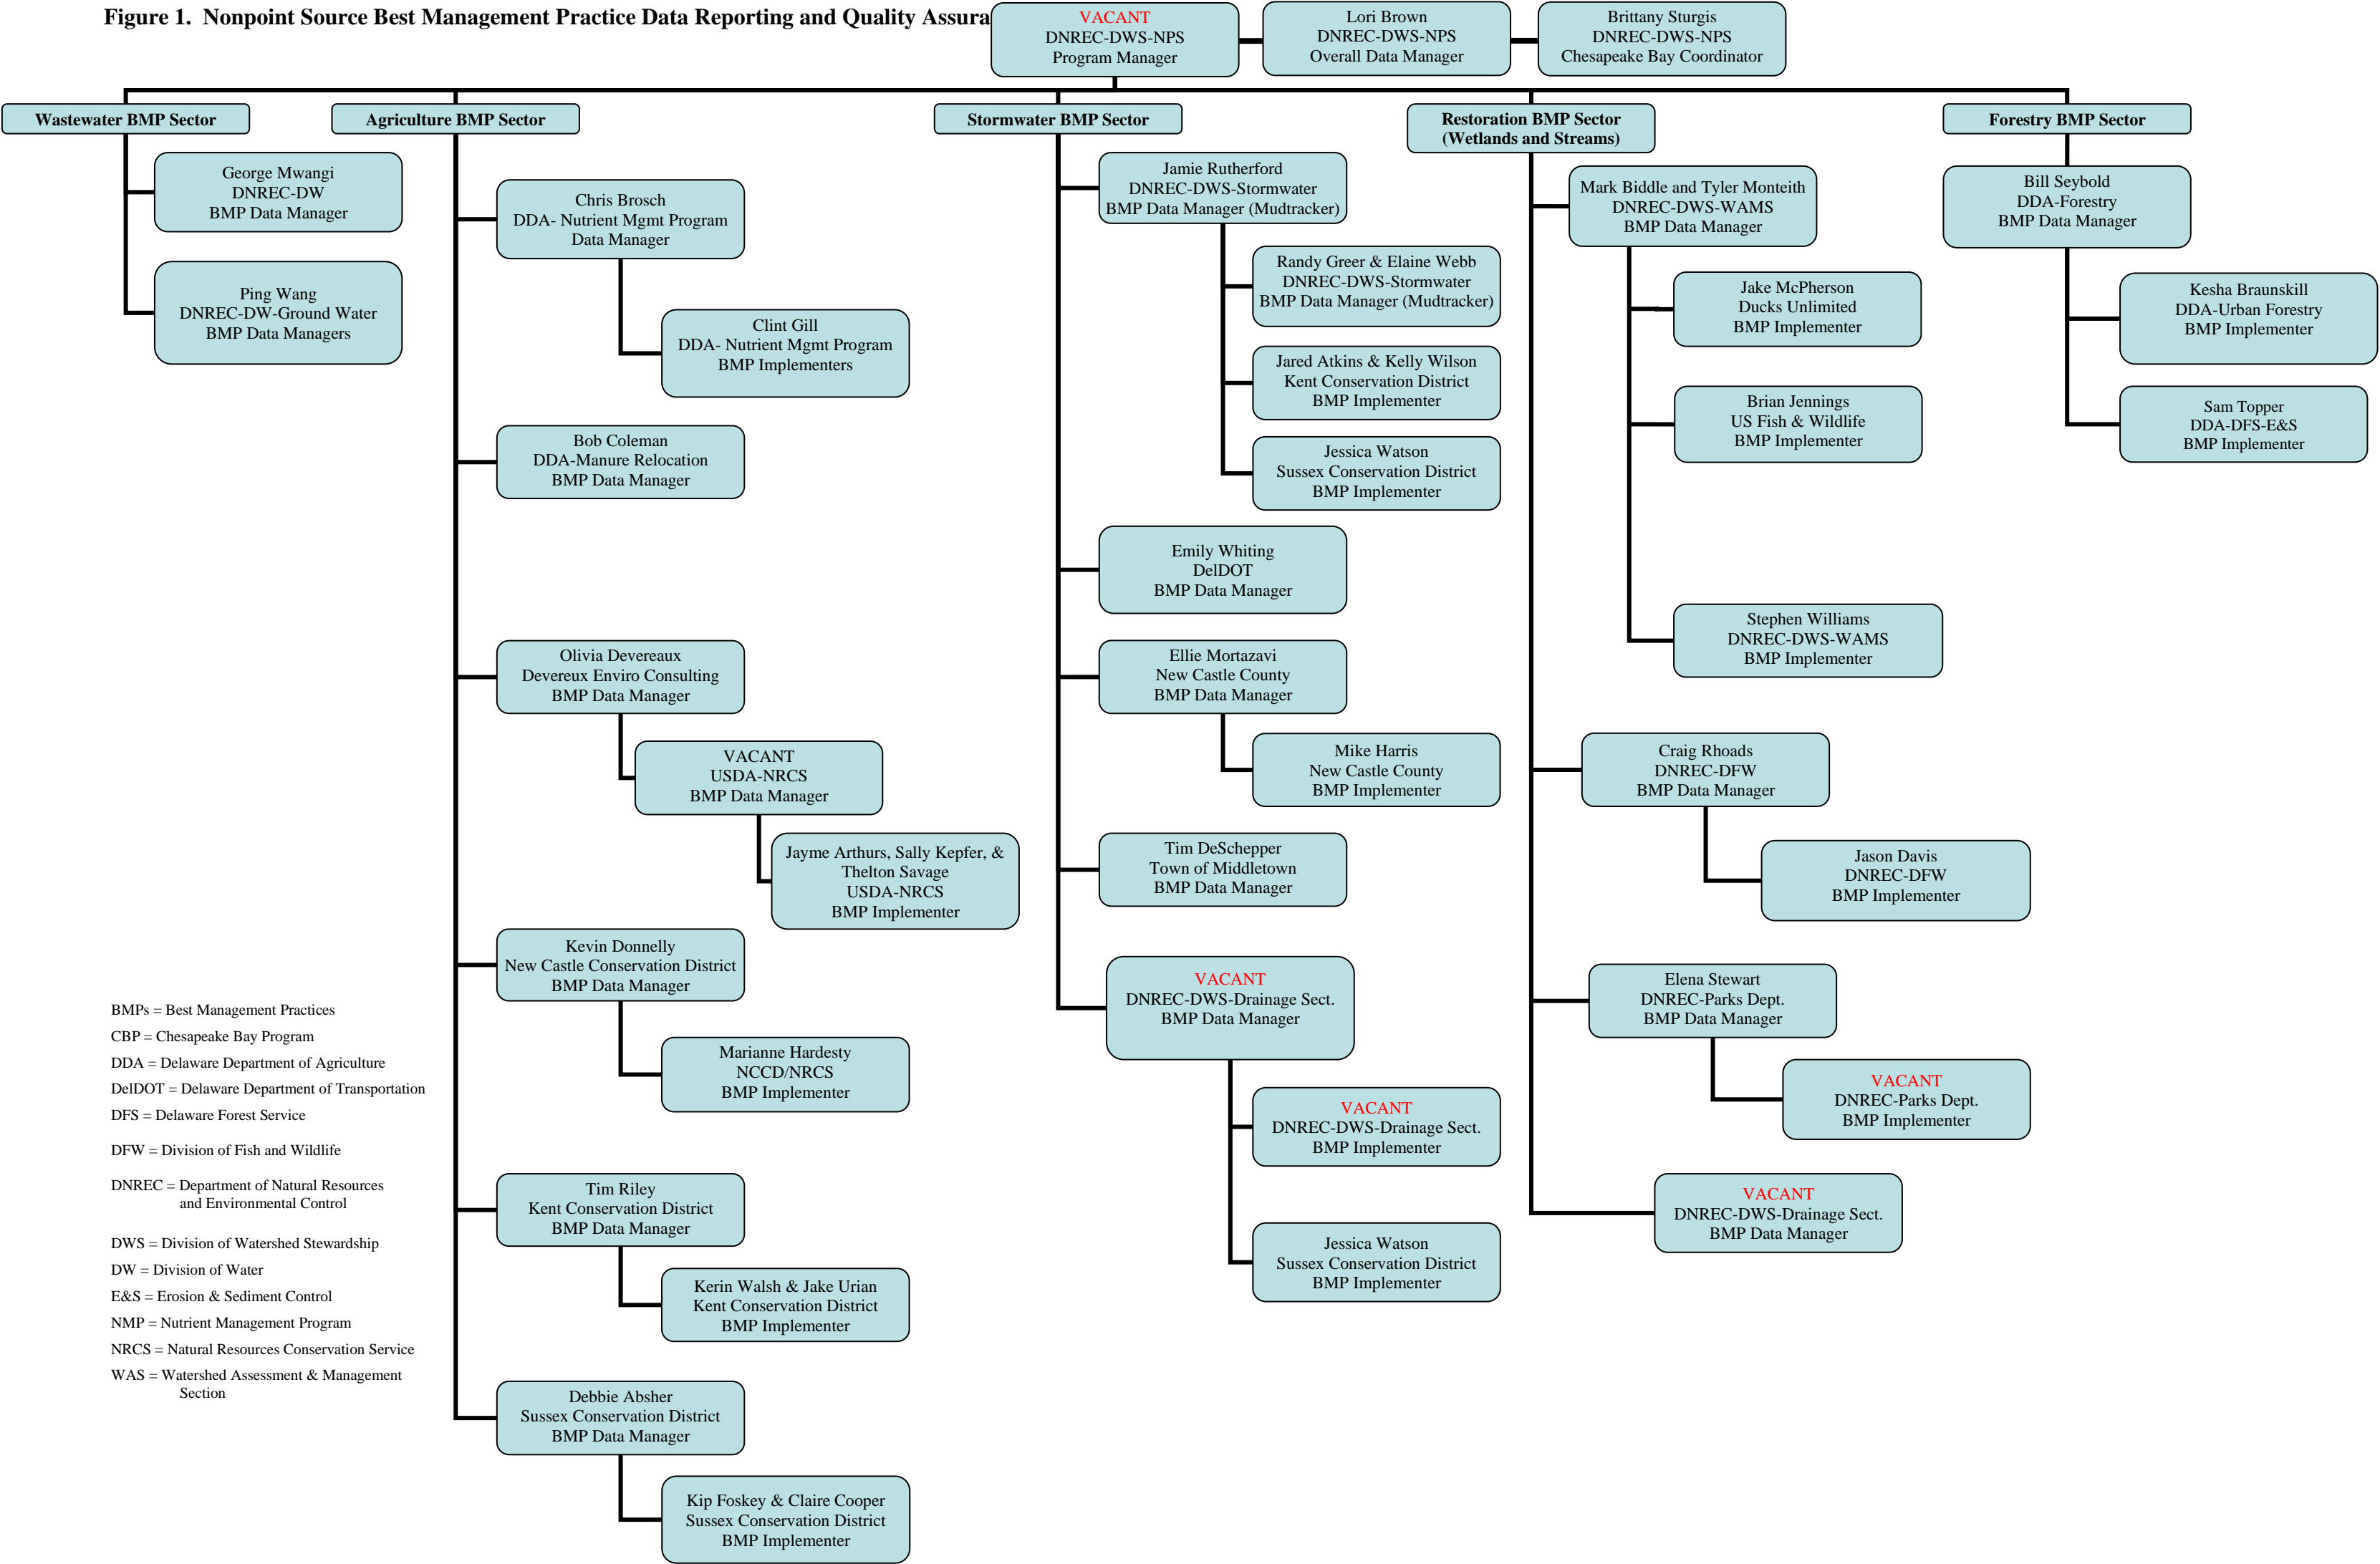 Figure 1. Nonpoint Source Best Management Practice Data Reporting and Quality Assura
VACANT
DNREC-DWS-NPS
Program Manager
Lori Brown
DNREC-DWS-NPS
Overall Data Manager
Brittany Sturgis
DNREC-DWS-NPS
Chesapeake Bay Coordinator
Wastewater BMP Sector
George Mwangi
DNREC-DW
BMP Data Manager
Ping Wang
DNREC-DW-Ground Water
BMP Data Managers
Agriculture BMP Sector
Chris Brosch
DDA- Nutrient Mgmt Program
Data Manager
Clint Gill
DDA- Nutrient Mgmt Program
BMP Implementers
Bob Coleman
DDA-Manure Relocation
BMP Data Manager
Olivia Devereaux
Devereux Enviro Consulting
BMP Data Manager
VACANT
USDA-NRCS
BMP Data Manager
Jayme Arthurs, Sally Kepfer, &
Thelton Savage
USDA-NRCS
BMP Implementer
Kevin Donnelly
New Castle Conservation District
BMP Data Manager
Marianne Hardesty
NCCD/NRCS
BMP Implementer
Tim Riley
Kent Conservation District
BMP Data Manager
Kerin Walsh & Jake Urian
Kent Conservation District
BMP Implementer
Debbie Absher
Sussex Conservation District
BMP Data Manager
Kip Foskey & Claire Cooper
Sussex Conservation District
BMP Implementer
Stormwater BMP Sector
Jamie Rutherford
DNREC-DWS-Stormwater
BMP Data Manager (Mudtracker)
Randy Greer & Elaine Webb
DNREC-DWS-Stormwater
BMP Data Manager (Mudtracker)
Jared Atkins & Kelly Wilson
Kent Conservation District
BMP Implementer
Jessica Watson
Sussex Conservation District
BMP Implementer
Emily Whiting
DelDOT
BMP Data Manager
Ellie Mortazavi
New Castle County
BMP Data Manager
Mike Harris
New Castle County
BMP Implementer
Tim DeSchepper
Town of Middletown
BMP Data Manager
VACANT
DNREC-DWS-Drainage Sect.
BMP Data Manager
VACANT
DNREC-DWS-Drainage Sect.
BMP Implementer
Jessica Watson
Sussex Conservation District
BMP Implementer
Restoration BMP Sector
(Wetlands and Streams)
Mark Biddle and Tyler Monteith
DNREC-DWS-WAMS
BMP Data Manager
Jake McPherson
Ducks Unlimited
BMP Implementer
Brian Jennings
US Fish & Wildlife
BMP Implementer
Stephen Williams
DNREC-DWS-WAMS
BMP Implementer
Craig Rhoads
DNREC-DFW
BMP Data Manager
Jason Davis
DNREC-DFW
BMP Implementer
Elena Stewart
DNREC-Parks Dept.
BMP Data Manager
VACANT
DNREC-Parks Dept.
BMP Implementer
VACANT
DNREC-DWS-Drainage Sect.
BMP Data Manager
Forestry BMP Sector
Bill Seybold
DDA-Forestry
BMP Data Manager
Kesha Braunskill
DDA-Urban Forestry
BMP Implementer
Sam Topper
DDA-DFS-E&S
BMP Implementer
BMPs = Best Management Practices
CBP = Chesapeake Bay Program
DDA = Delaware Department of Agriculture
DelDOT = Delaware Department of Transportation
DFS = Delaware Forest Service
DFW = Division of Fish and Wildlife
DNREC = Department of Natural Resources
and Environmental Control
DWS = Division of Watershed Stewardship
DW = Division of Water
E&S = Erosion & Sediment Control
NMP = Nutrient Management Program
NRCS = Natural Resources Conservation Service
WAS = Watershed Assessment & Management
Section